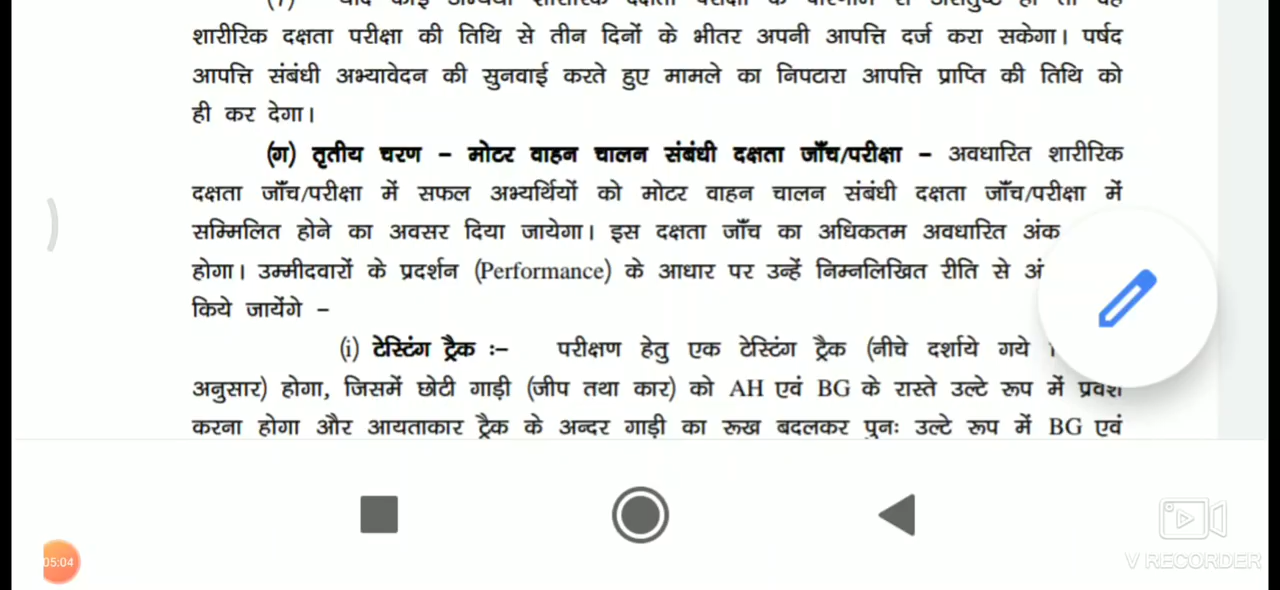 शारीरिक दक्षता परीक्षा की तिथि से तीन दिनों के भीतर अपनी आपत्ति दर्ज करा सकेगा। पर्षद
आपत्ति संबंधी अभ्यावेदन की सुनवाई करते हुए मामले का निपटारा आपत्ति प्राप्ति की तिथि को
ही कर देगा।
(ग) तृतीय चरण – मोटर वाहन चालन संबंधी दक्षता जाँच/परीक्षा – अवधारित शारीरिक
दक्षता जाँच/परीक्षा में सफल अभ्यर्थियों को मोटर वाहन चालन संबंधी दक्षता जाँच/परीक्षा में
सम्मिलित होने का अवसर दिया जायेगा। इस दक्षता जाँच का अधिकतम अवधारित अंक
होगा। उम्मीदवारों के प्रदर्शन (Performance) के आधार पर उन्हें निम्नलिखित रीति से
किये जायेंगे –
(i) टेस्टिंग ट्रैक :– परीक्षण हेतु एक टेस्टिंग ट्रैक (नीचे दर्शाये गये
अनुसार) होगा, जिसमें छोटी गाड़ी (जीप तथा कार) को AH एवं BG के रास्ते उल्टे रूप में प्रवेश
करना होगा और आयताकार ट्रैक के अन्दर गाड़ी का रूख बदलकर पुनः उल्टे रूप में BG एवं
05:04
V RECORDER